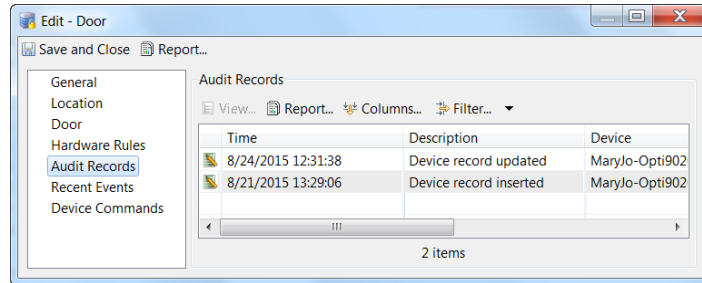 Edit - Door
Save and Close Report...
General
Location
Door
Hardware Rules
Audit Records
Recent Events
Device Commands
Audit Records
View... Report... Columns... Filter...
Time Description Device
8/24/2015 12:31:38 Device record updated MaryJo-Opti902
8/21/2015 13:29:06 Device record inserted MaryJo-Opti902
2 items